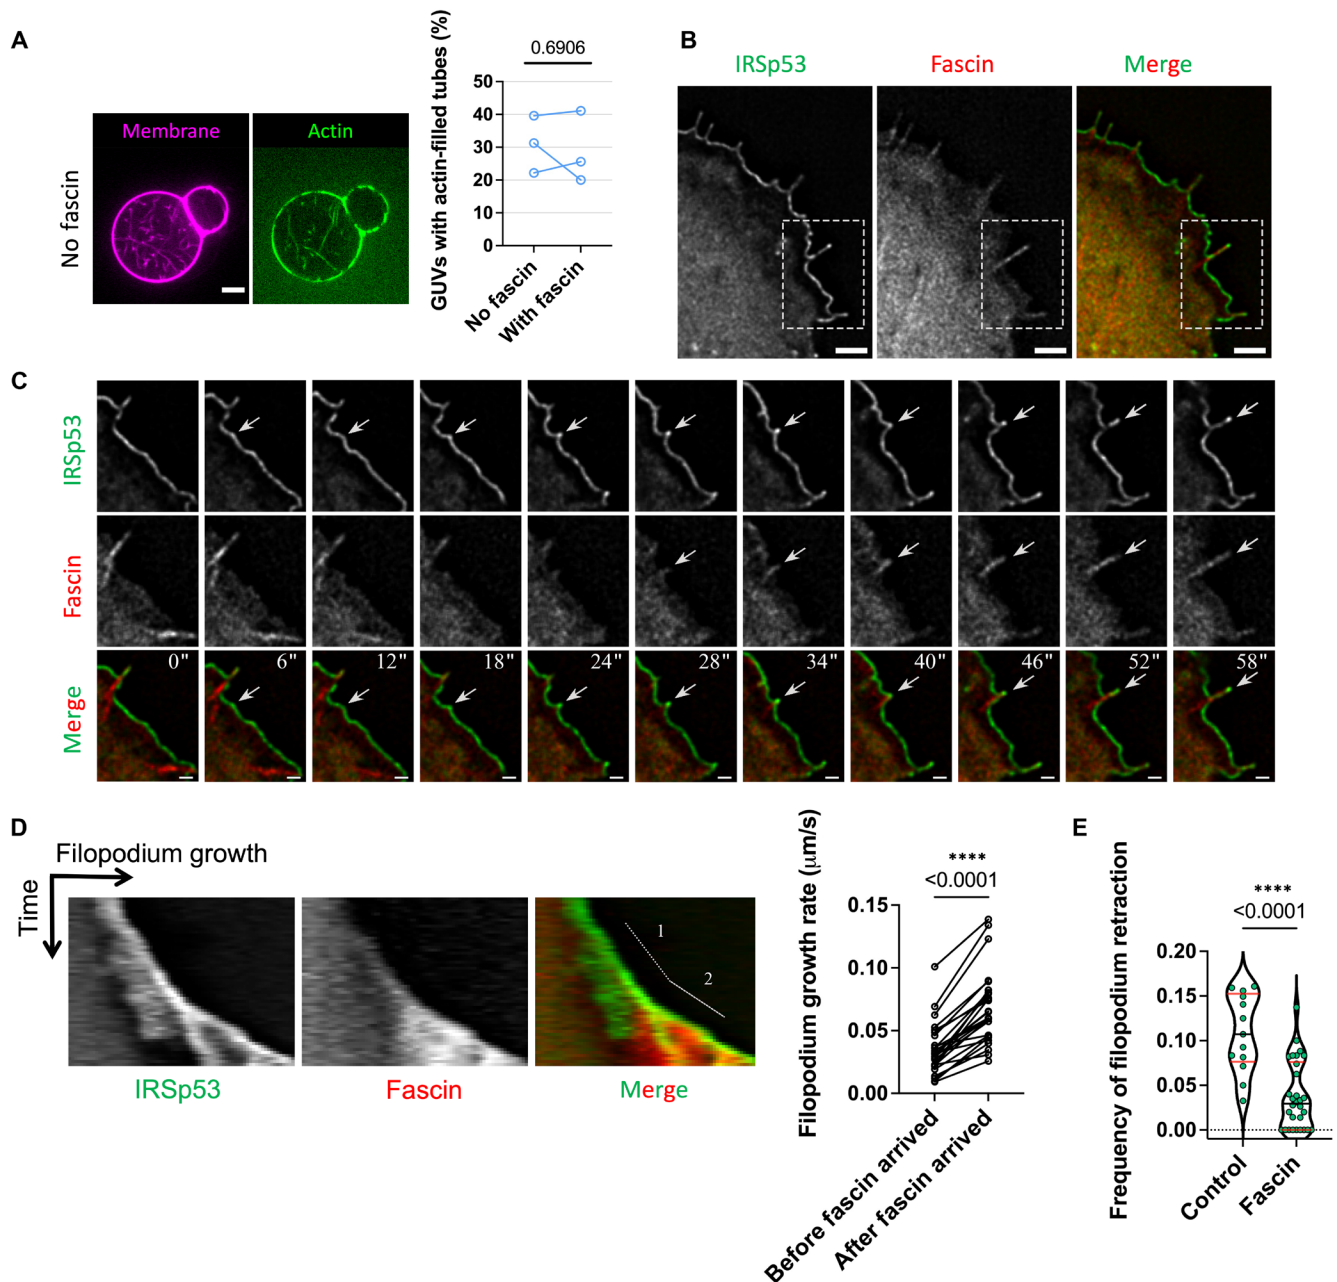 A
Membrane
Actin
No fascin
GUVs with actin-filled tubes (%)
0.6906
50
40
30
20
10
0
No fascin
With fascin
B
IRSp53
Fascin
Merge
C
IRSp53
Fascin
Merge
0"
6"
12"
18"
24"
28"
34"
40"
46"
52"
58"
D
Filopodium growth
Time
1
2
IRSp53
Fascin
Merge
Filopodium growth rate (μm/s)
****
<0.0001
0.15
0.10
0.05
0.00
Before fascin arrived
After fascin arrived
E
Frequency of filopodium retraction
****
<0.0001
0.20
0.15
0.10
0.05
0.00
Control
Fascin